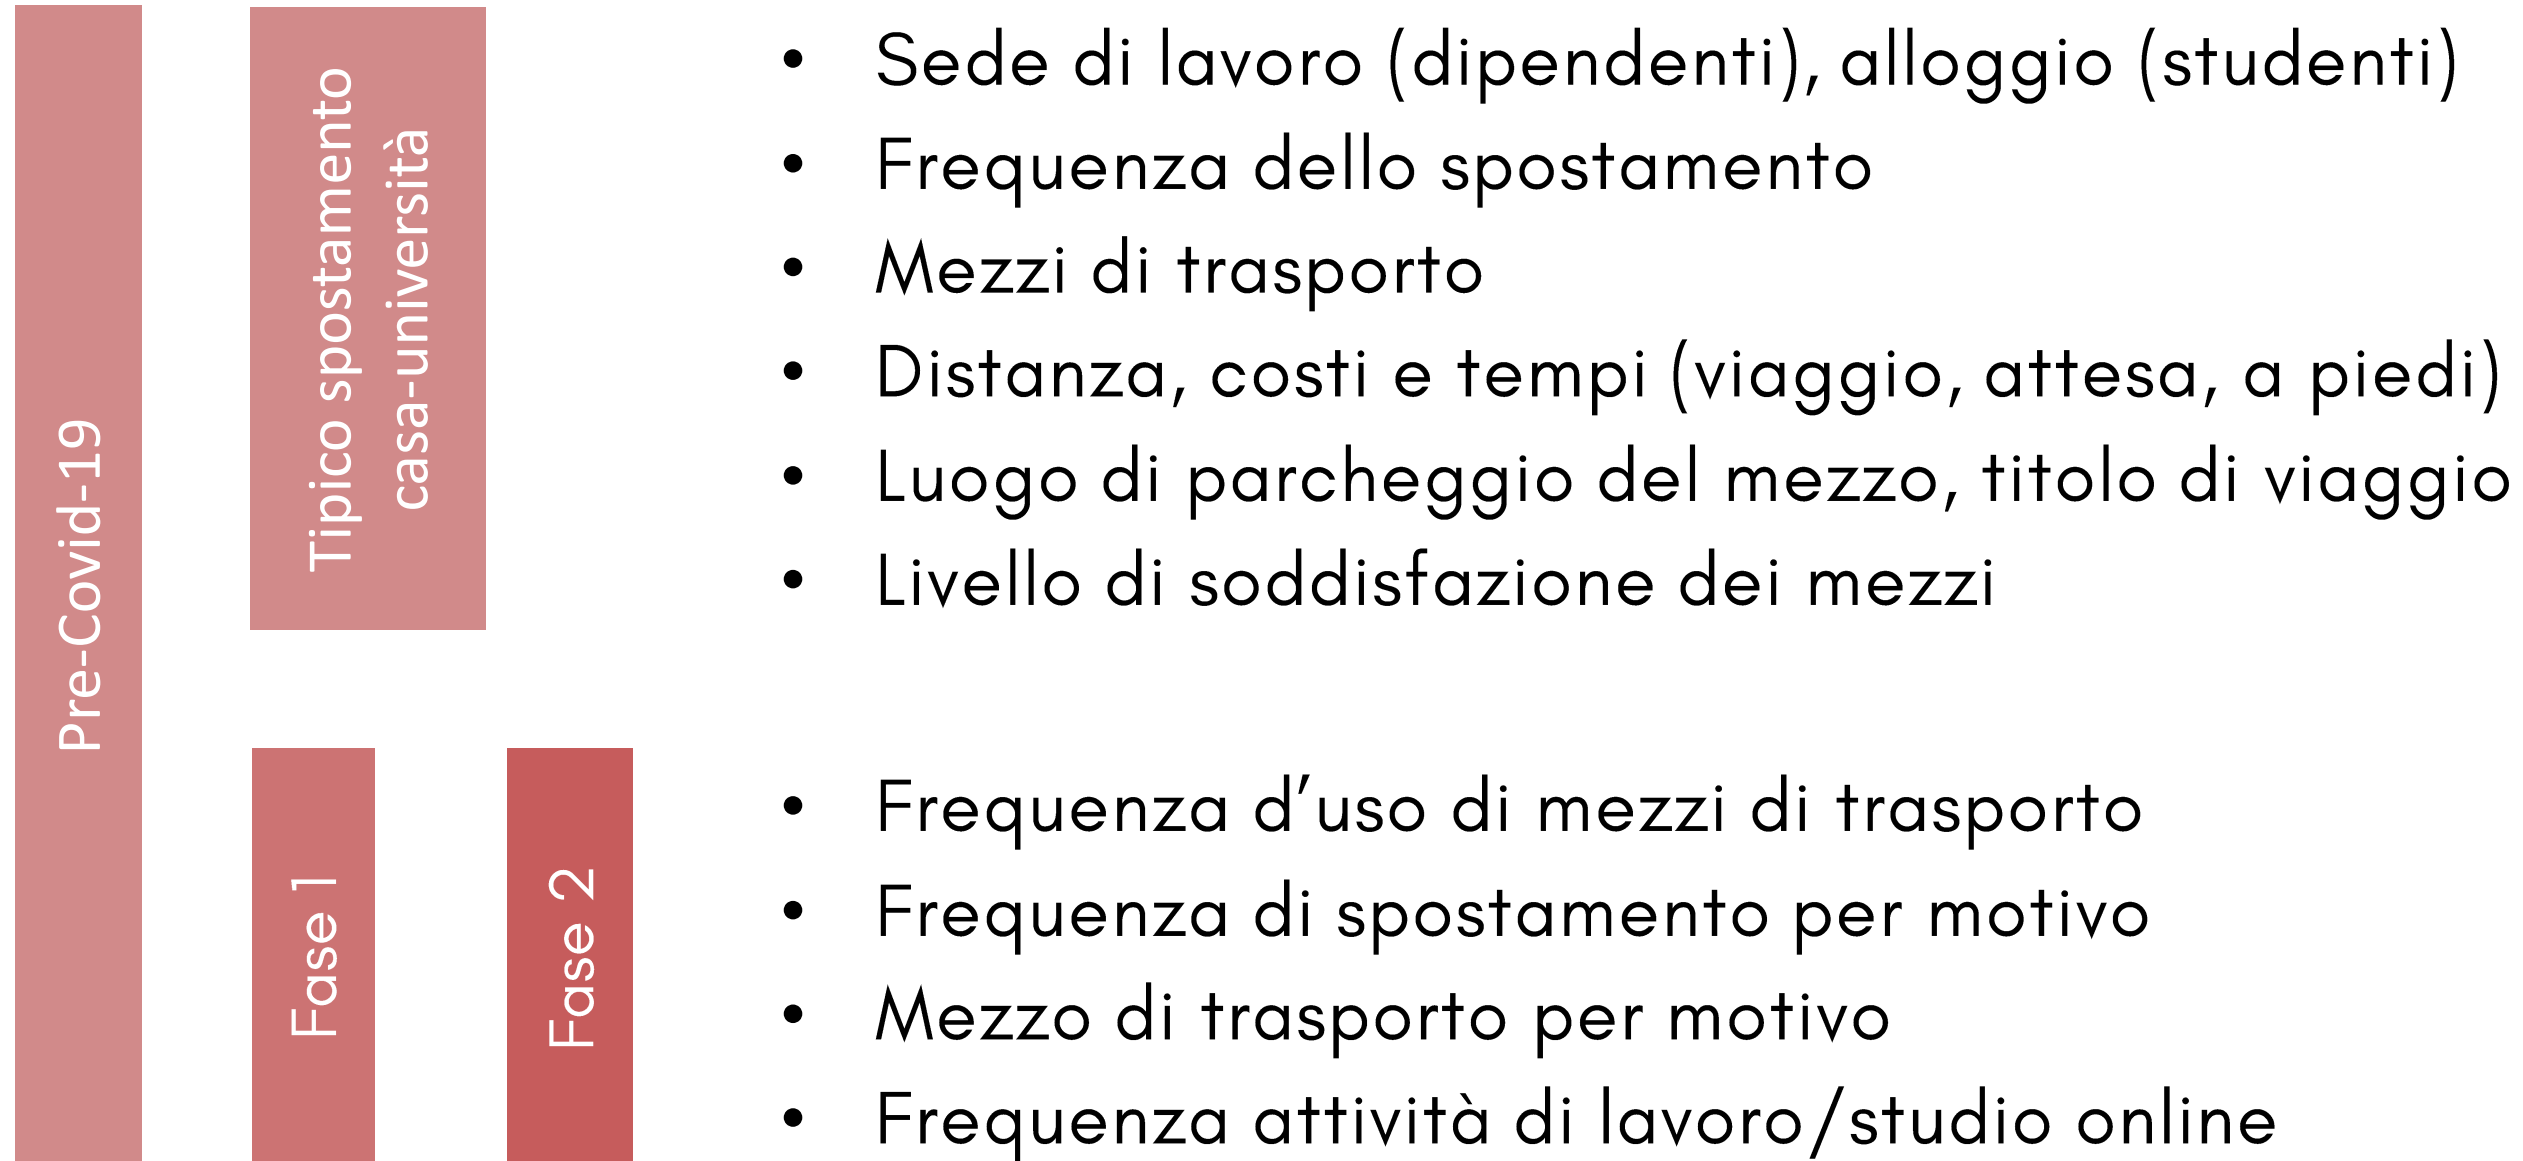 Pre-Covid-19
Tipico spostamento
casa-università
• Sede di lavoro (dipendenti), alloggio (studenti)
• Frequenza dello spostamento
• Mezzi di trasporto
• Distanza, costi e tempi (viaggio, attesa, a piedi)
• Luogo di parcheggio del mezzo, titolo di viaggio
• Livello di soddisfazione dei mezzi
Fase 1
Fase 2
• Frequenza d’uso di mezzi di trasporto
• Frequenza di spostamento per motivo
• Mezzo di trasporto per motivo
• Frequenza attività di lavoro/studio online